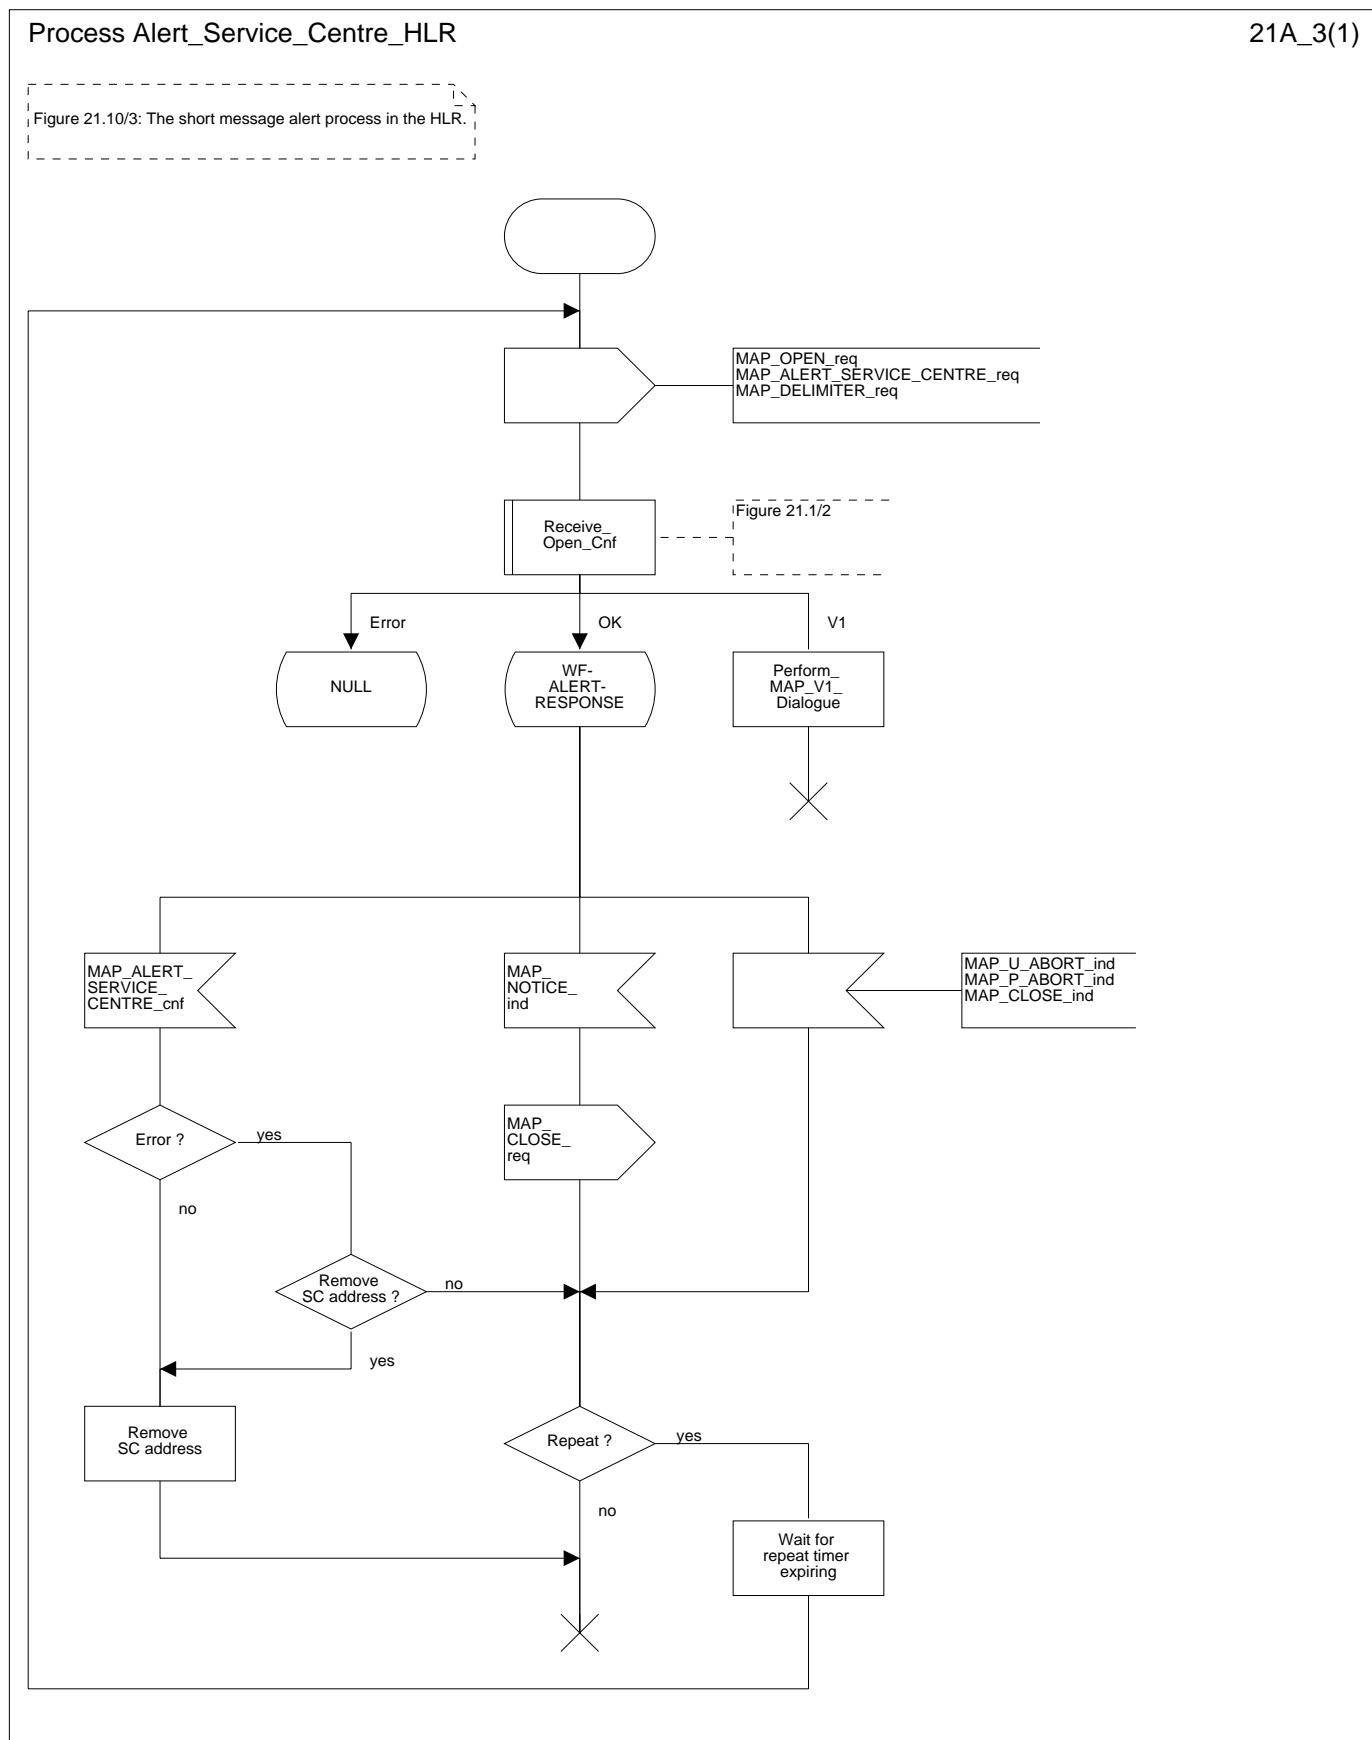 Process Alert_Service_Centre_HLR
21A_3(1)
Figure 21.10/3: The short message alert process in the HLR.
MAP_OPEN_req
MAP_ALERT_SERVICE_CENTRE_req
MAP_DELIMITER_req
Receive_
Open_Cnf
Figure 21.1/2
Error
OK
V1
NULL
WF-
ALERT-
RESPONSE
Perform_
MAP_V1_
Dialogue
MAP_ALERT_
SERVICE_
CENTRE_cnf
MAP_
NOTICE_
ind
MAP_U_ABORT_ind
MAP_P_ABORT_ind
MAP_CLOSE_ind
Error ?
yes
MAP_
CLOSE_
req
no
Remove
SC address ?
no
yes
Remove
SC address
Repeat ?
yes
no
Wait for
repeat timer
expiring